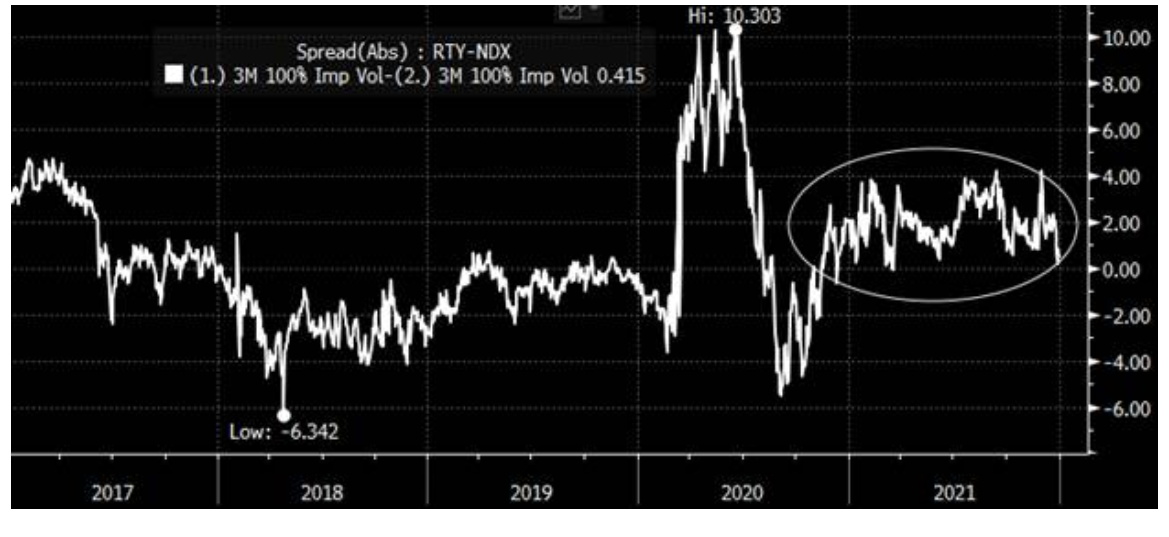 Hi: 10.303
Spread(Abs) : RTY-NDX
(1.) 3M 100% Imp Vol-(2.) 3M 100% Imp Vol 0.415
10.00
8.00
6.00
4.00
2.00
0.00
-2.00
-4.00
-6.00
Low: -6.342
2017 2018 2019 2020 2021